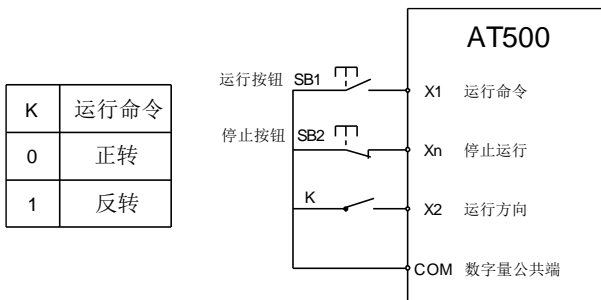 AT500
运行按钮 SB1 X1 运行命令
K 运行命令
停止按钮 SB2 Xn 停止运行
0 正转
1 反转
K X2 运行方向
COM 数字量公共端